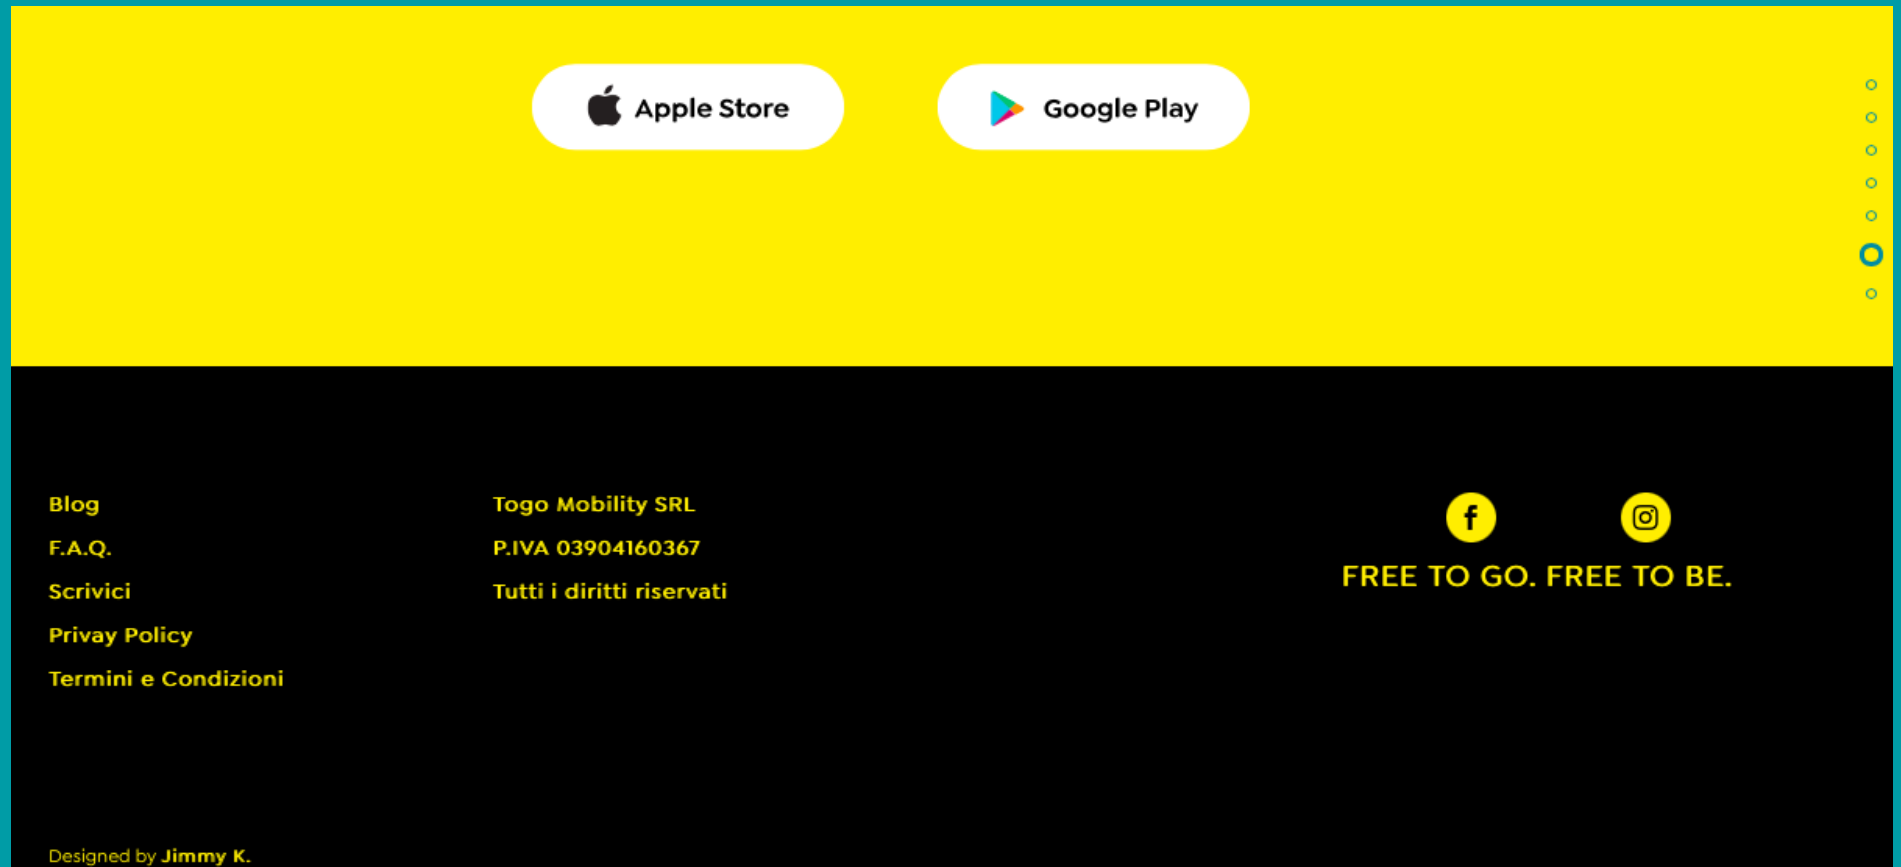 Apple Store
Google Play
Blog
F.A.Q.
Scrivici
Privay Policy
Termini e Condizioni
Togo Mobility SRL
P.IVA 03904160367
Tutti i diritti riservati
FREE TO GO. FREE TO BE.
Designed by Jimmy K.